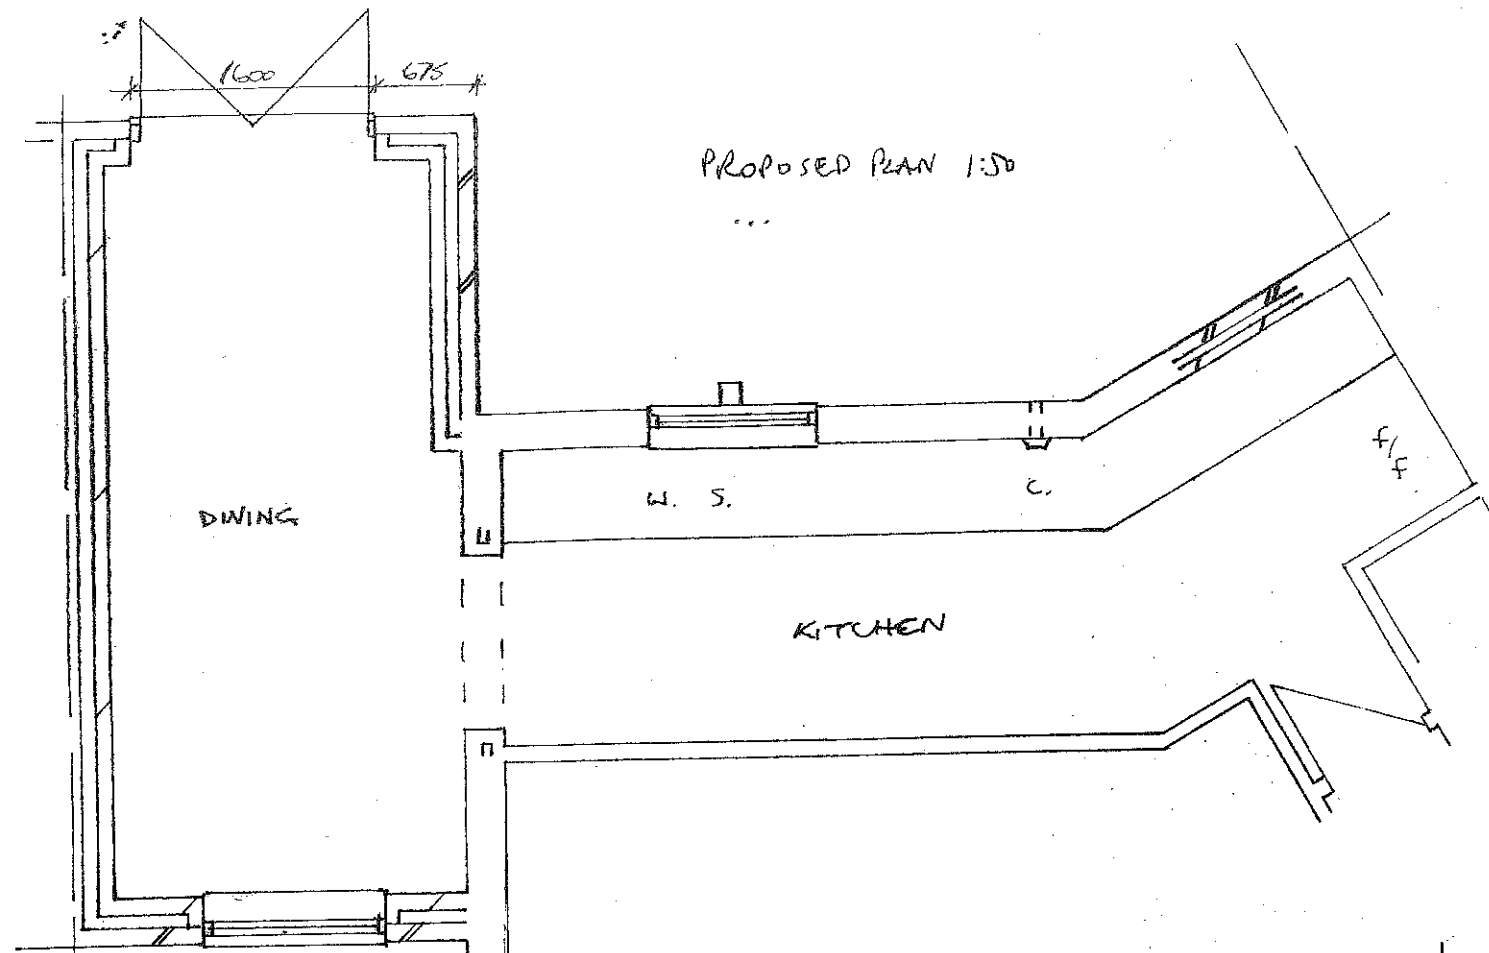 1600 675
PROPOSED PLAN 1:50
f/f
W. S. C.
DINING
KITCHEN